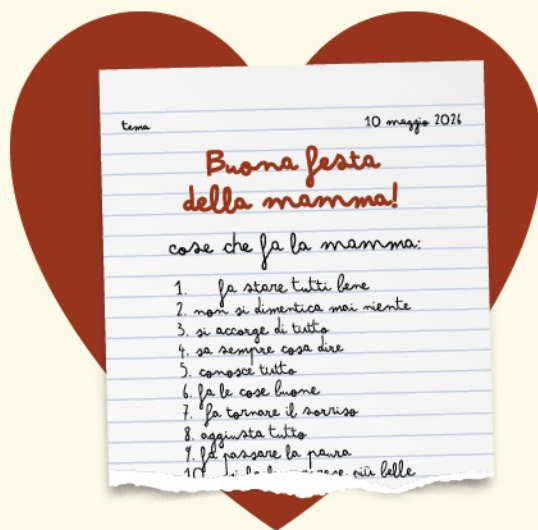 tema
10 maggio 2026
Buona festa
della mamma!
cose che fa la mamma:
1. fa stare tutti bene
2. non si dimentica mai niente
3. si accorge di tutto
4. sa sempre cosa dire
5. conosce tutto
6. fa le cose buone
7. fa tornare il sorriso
8. aggiusta tutto
9. fa passare la paura
10 più belle